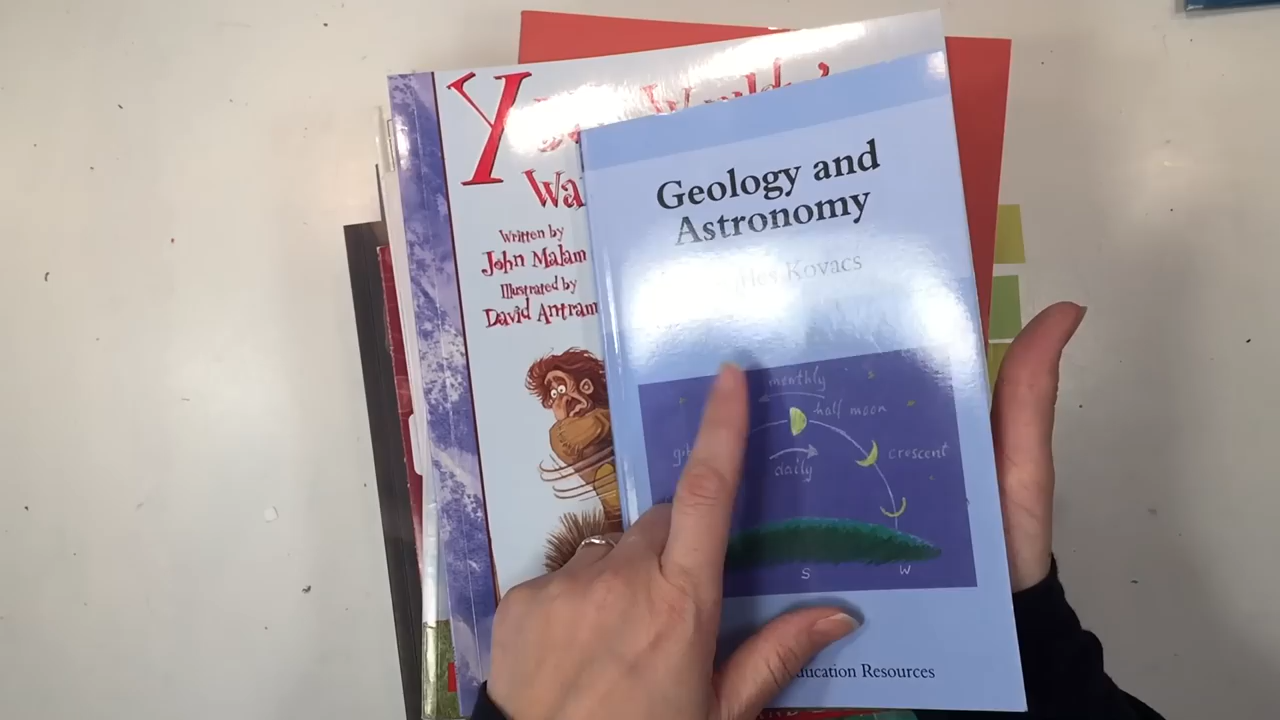 Wa
Written by
John Malam
Illustrated by
David Antram
Geology and
Astronomy
Kovacs
monthly
half moon
crescent
daily
S
W
Education Resources